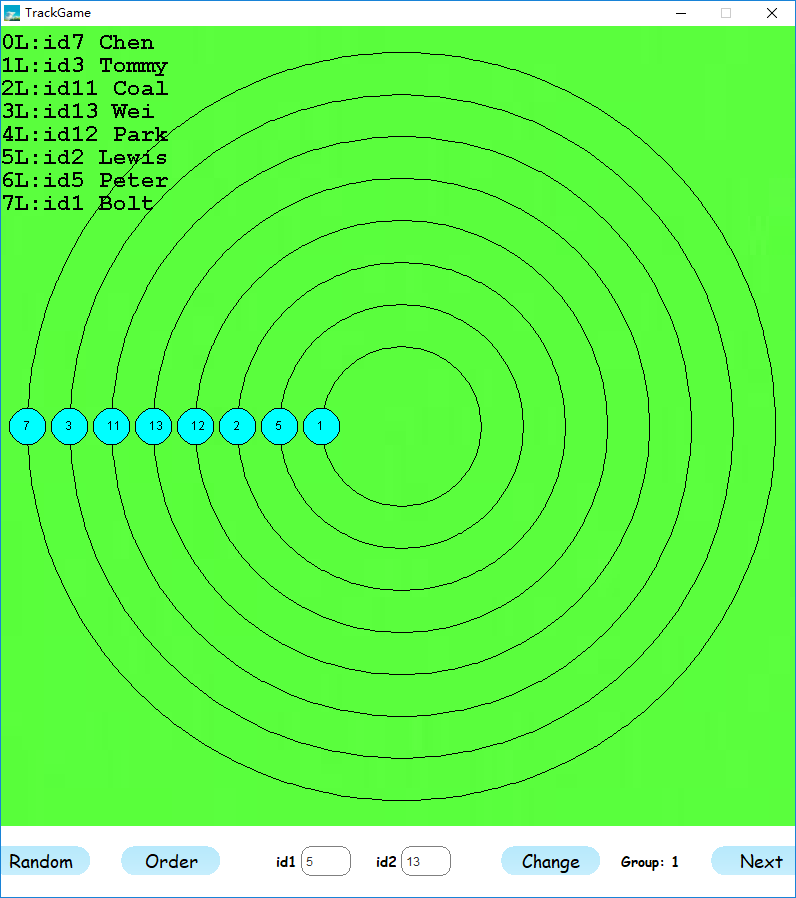 TrackGame
0L:id7 Chen
1L:id3 Tommy
2L:id11 Coal
3L:id13 Wei
4L:id12 Park
5L:id2 Lewis
6L:id5 Peter
7L:id1 Bolt
7 3 11 13 12 2 5 1
Random Order id1 5 id2 13 Change Group: 1 Next